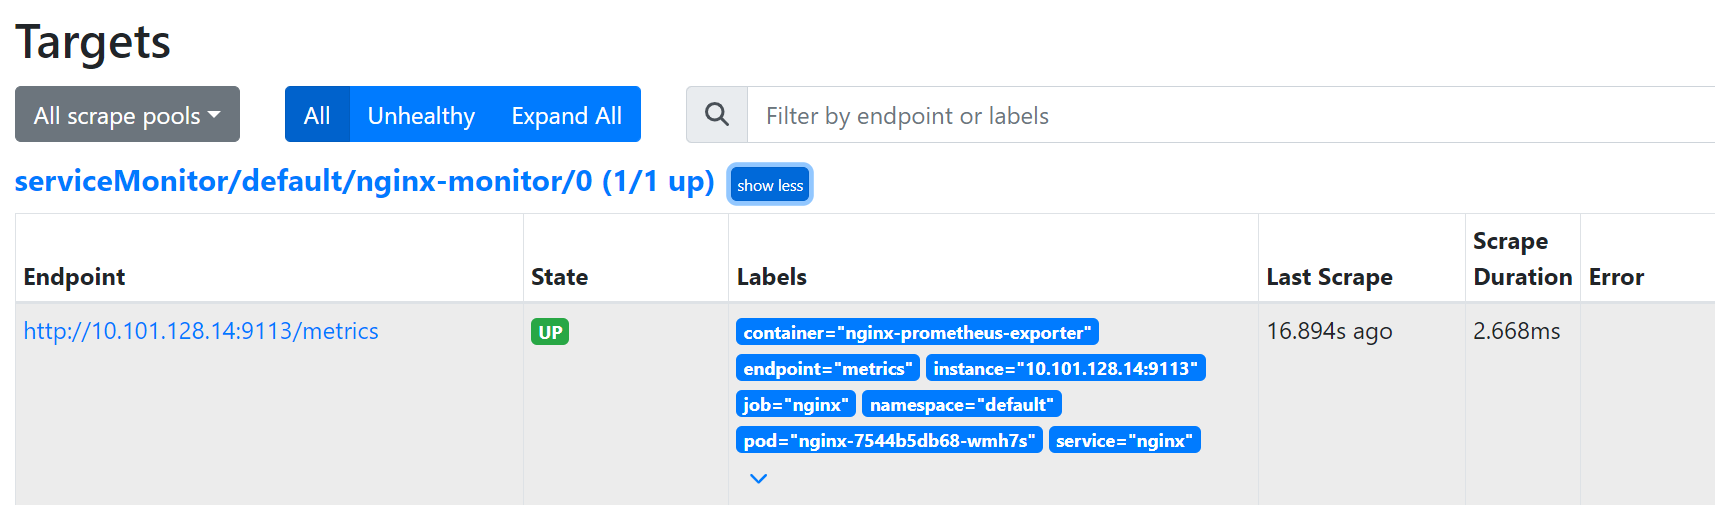 Targets
All scrape pools
All Unhealthy Expand All
Filter by endpoint or labels
serviceMonitor/default/nginx-monitor/0 (1/1 up) show less
Endpoint State Labels Last Scrape Scrape Duration Error
http://10.101.128.14:9113/metrics UP container="nginx-prometheus-exporter" 16.894s ago 2.668ms
endpoint="metrics" instance="10.101.128.14:9113"
job="nginx" namespace="default"
pod="nginx-7544b5db68-wmh7s" service="nginx"